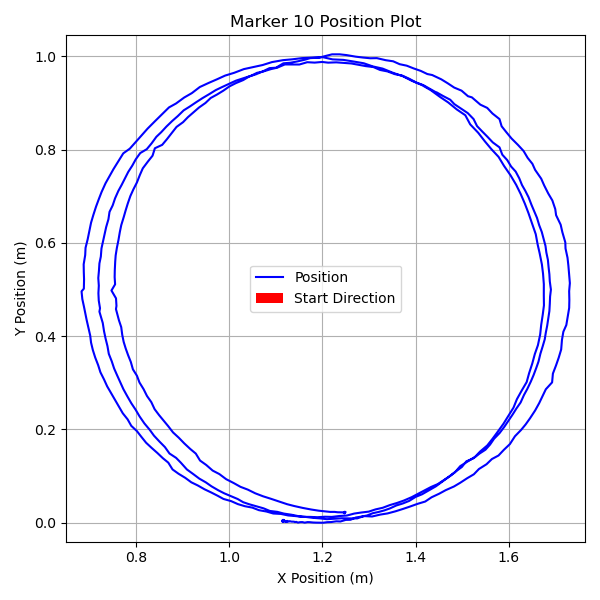 Marker 10 Position Plot
Y Position (m)
1.0
0.8
0.6
0.4
0.2
0.0
Position
Start Direction
0.8 1.0 1.2 1.4 1.6
X Position (m)